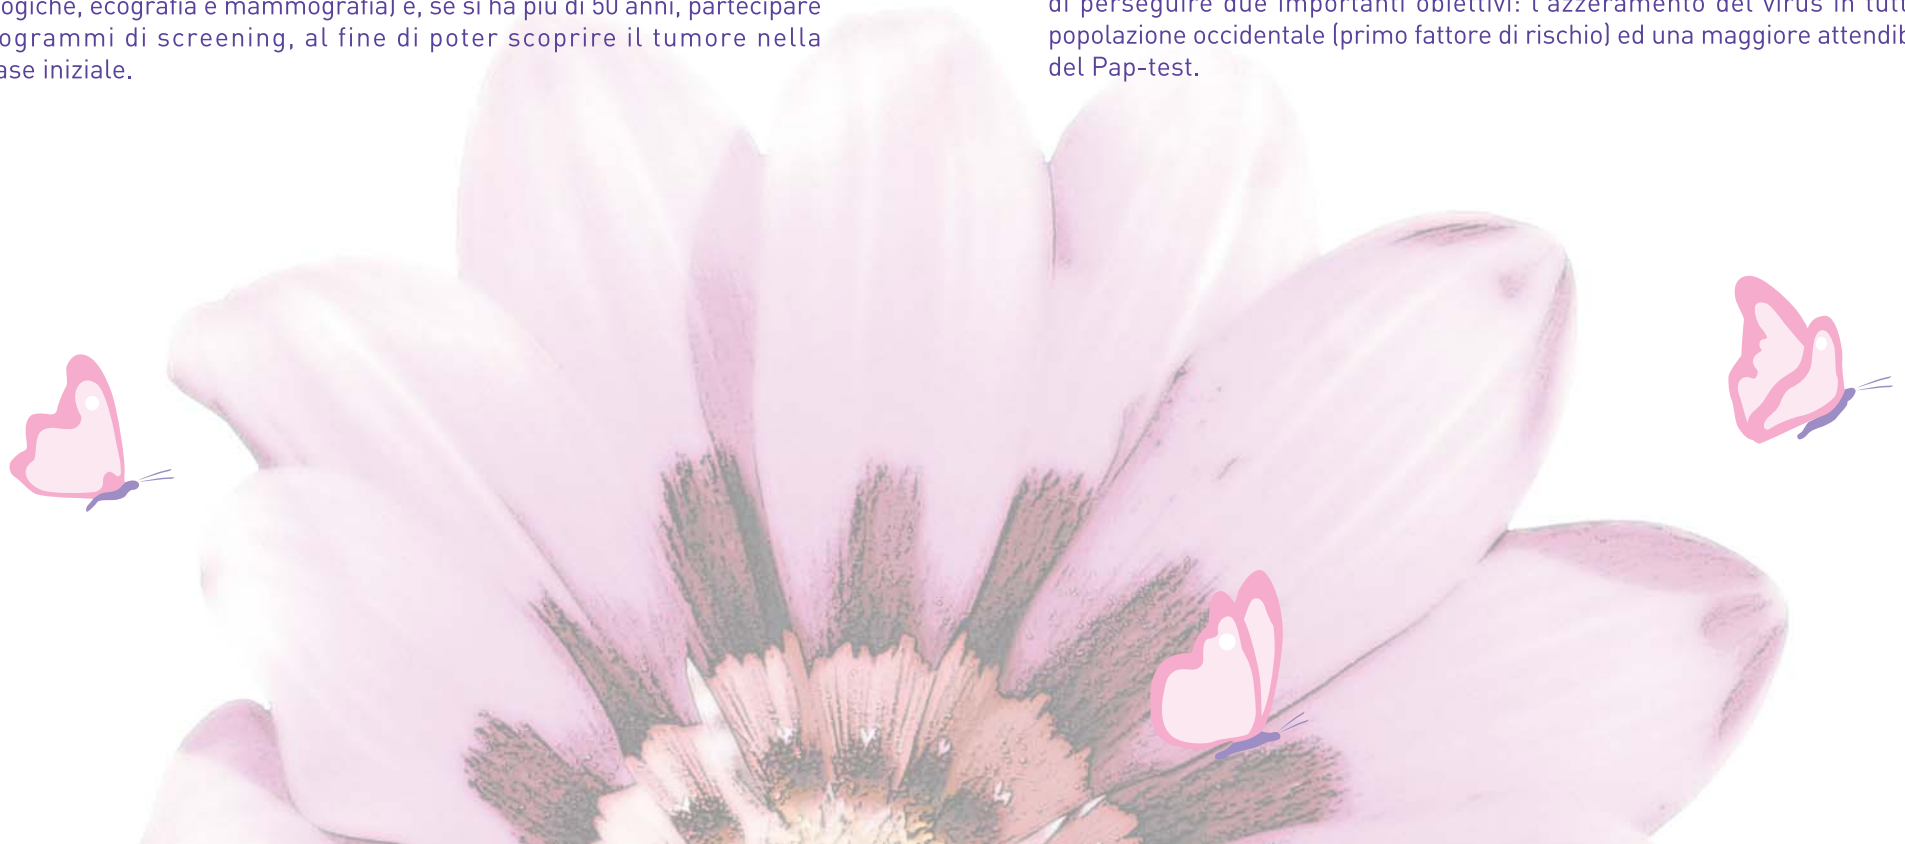 ogiche, ecografia e mammografia) e, se si ha più di 50 anni, partecipare
ogrammi di screening, al fine di poter scoprire il tumore nella
ase iniziale.
di perseguire due importanti obiettivi: l'azzeramento del virus in tutt
popolazione occidentale (primo fattore di rischio) ed una maggiore attendib
del Pap-test.